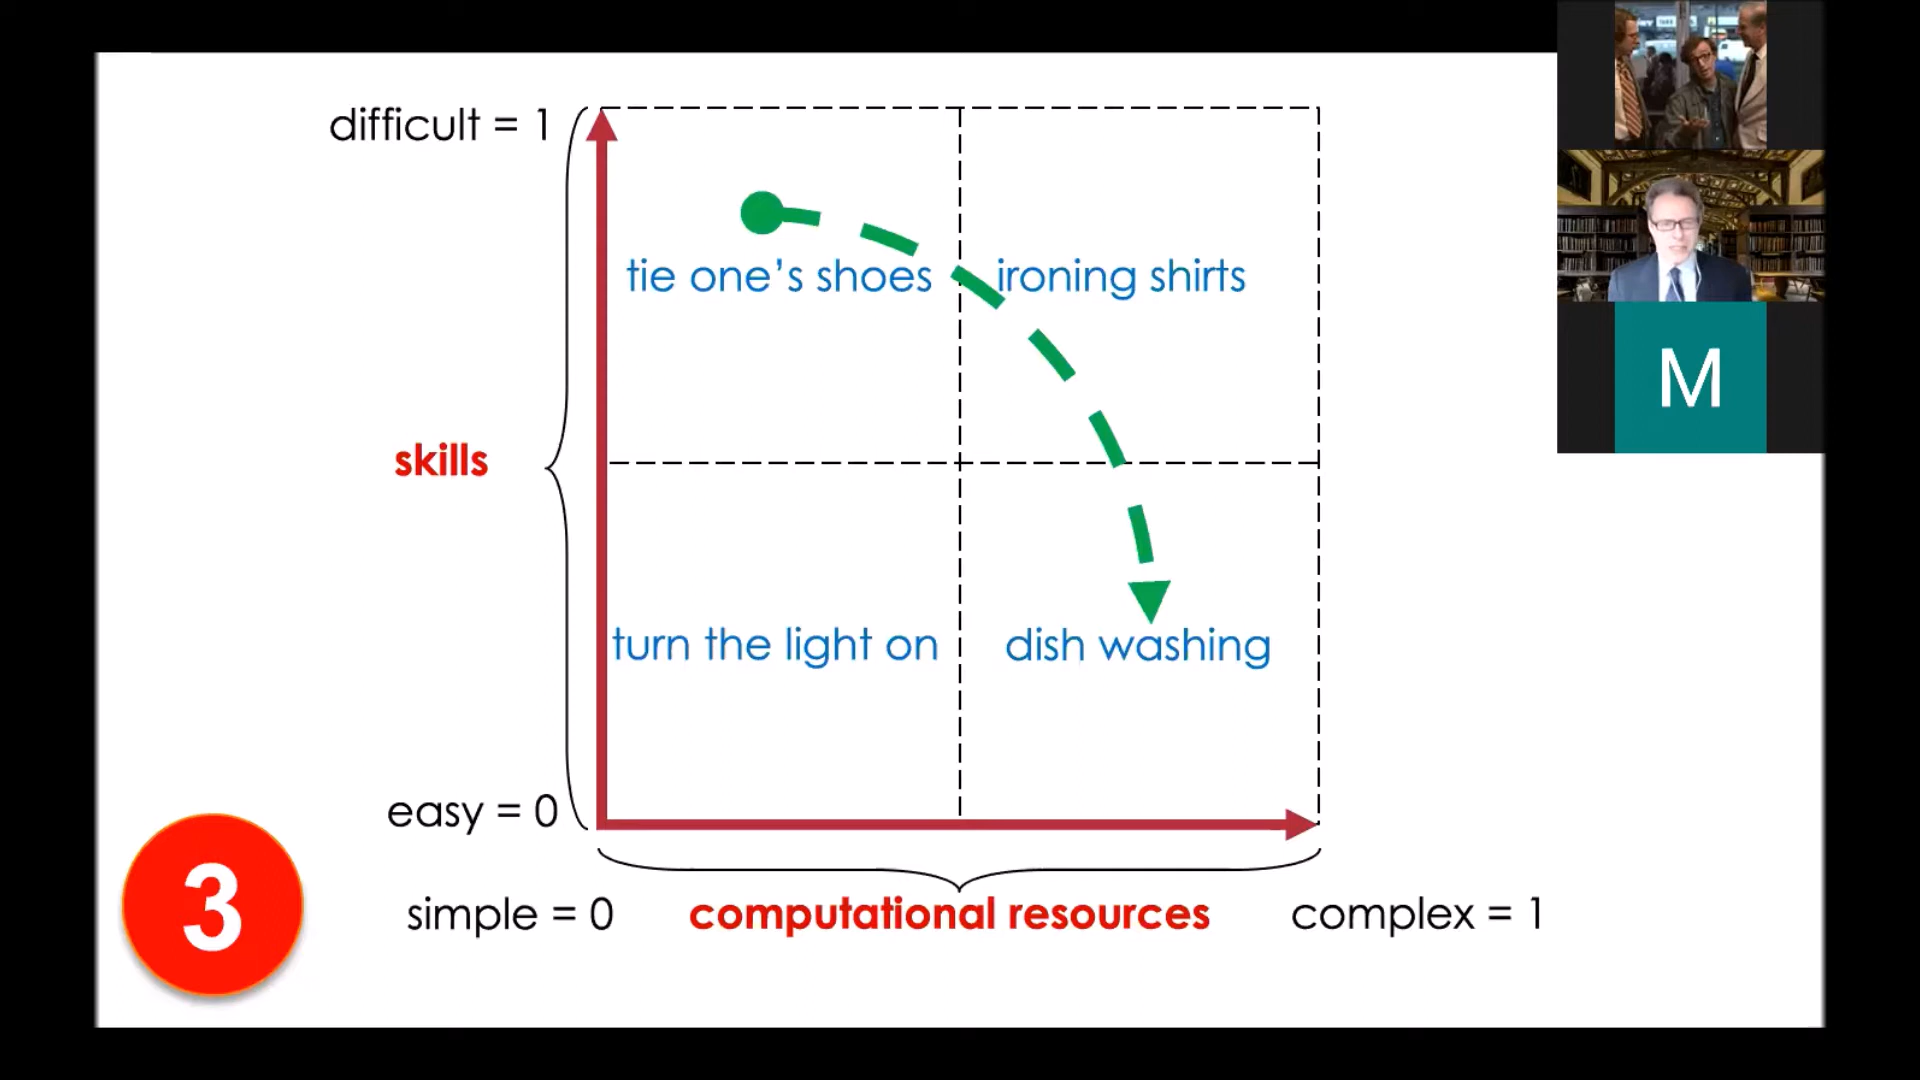 difficult = 1
tie one’s shoes
ironing shirts
skills
turn the light on
dish washing
easy = 0
simple = 0
computational resources
complex = 1
3
M